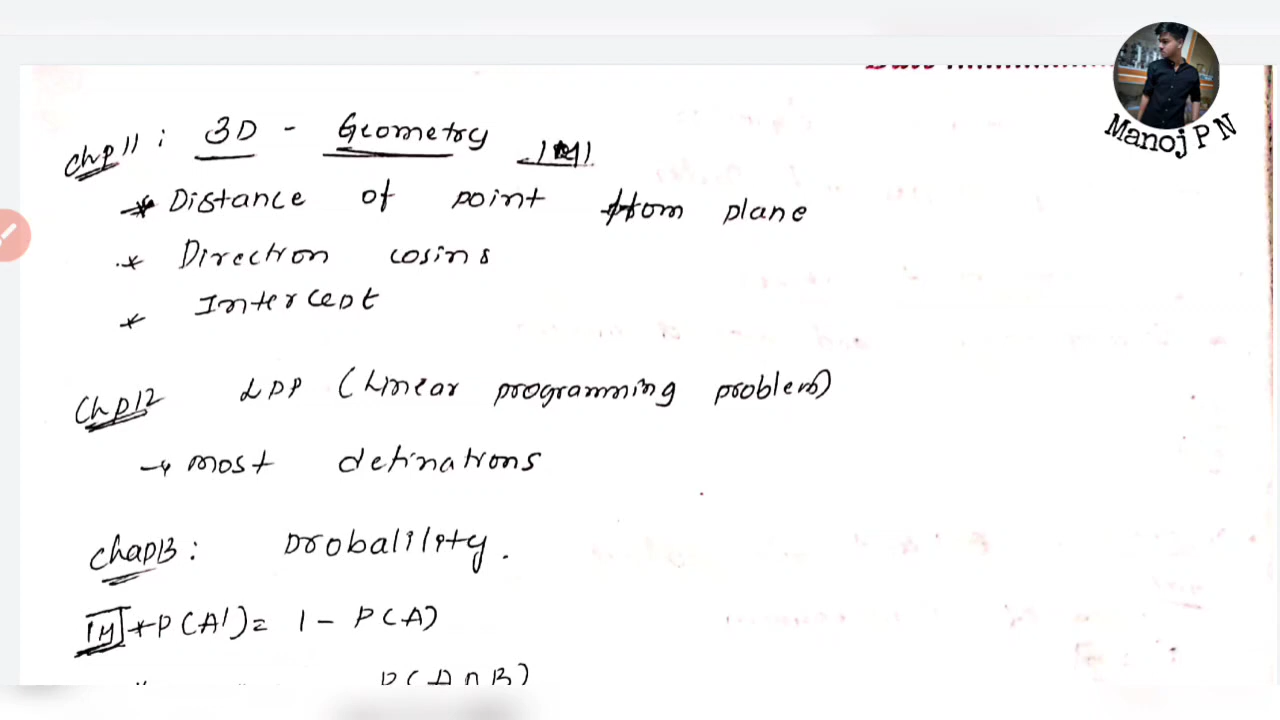 Manoj P N
Chp 11 : 3D - Geometry
* Distance of point from plane
* Direction cosins
* Intercept
Chp12 LPP (Linear programming problem)
→ most definations
Chap13 : Probalility.
1M * P(A') = 1 - P(A)
P(A∩B)